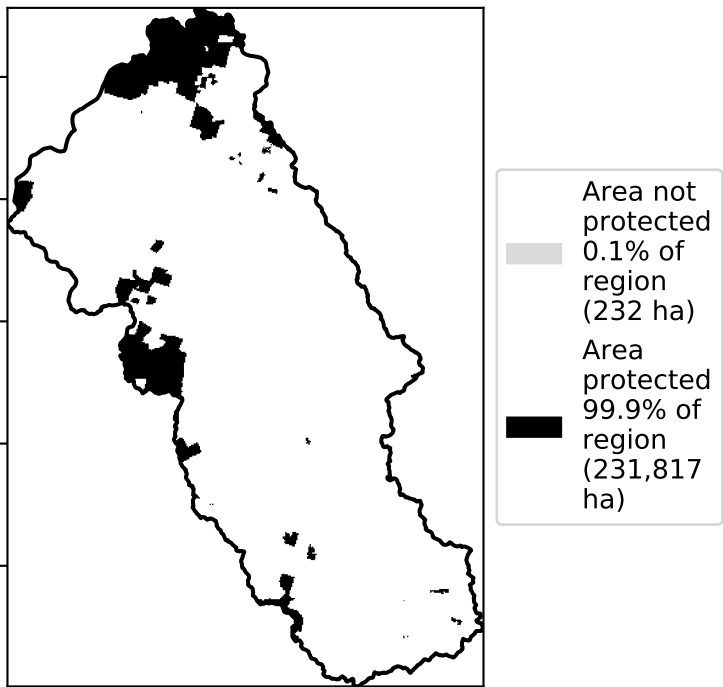 Area not
protected
0.1% of
region
(232 ha)
Area
protected
99.9% of
region
(231,817
ha)